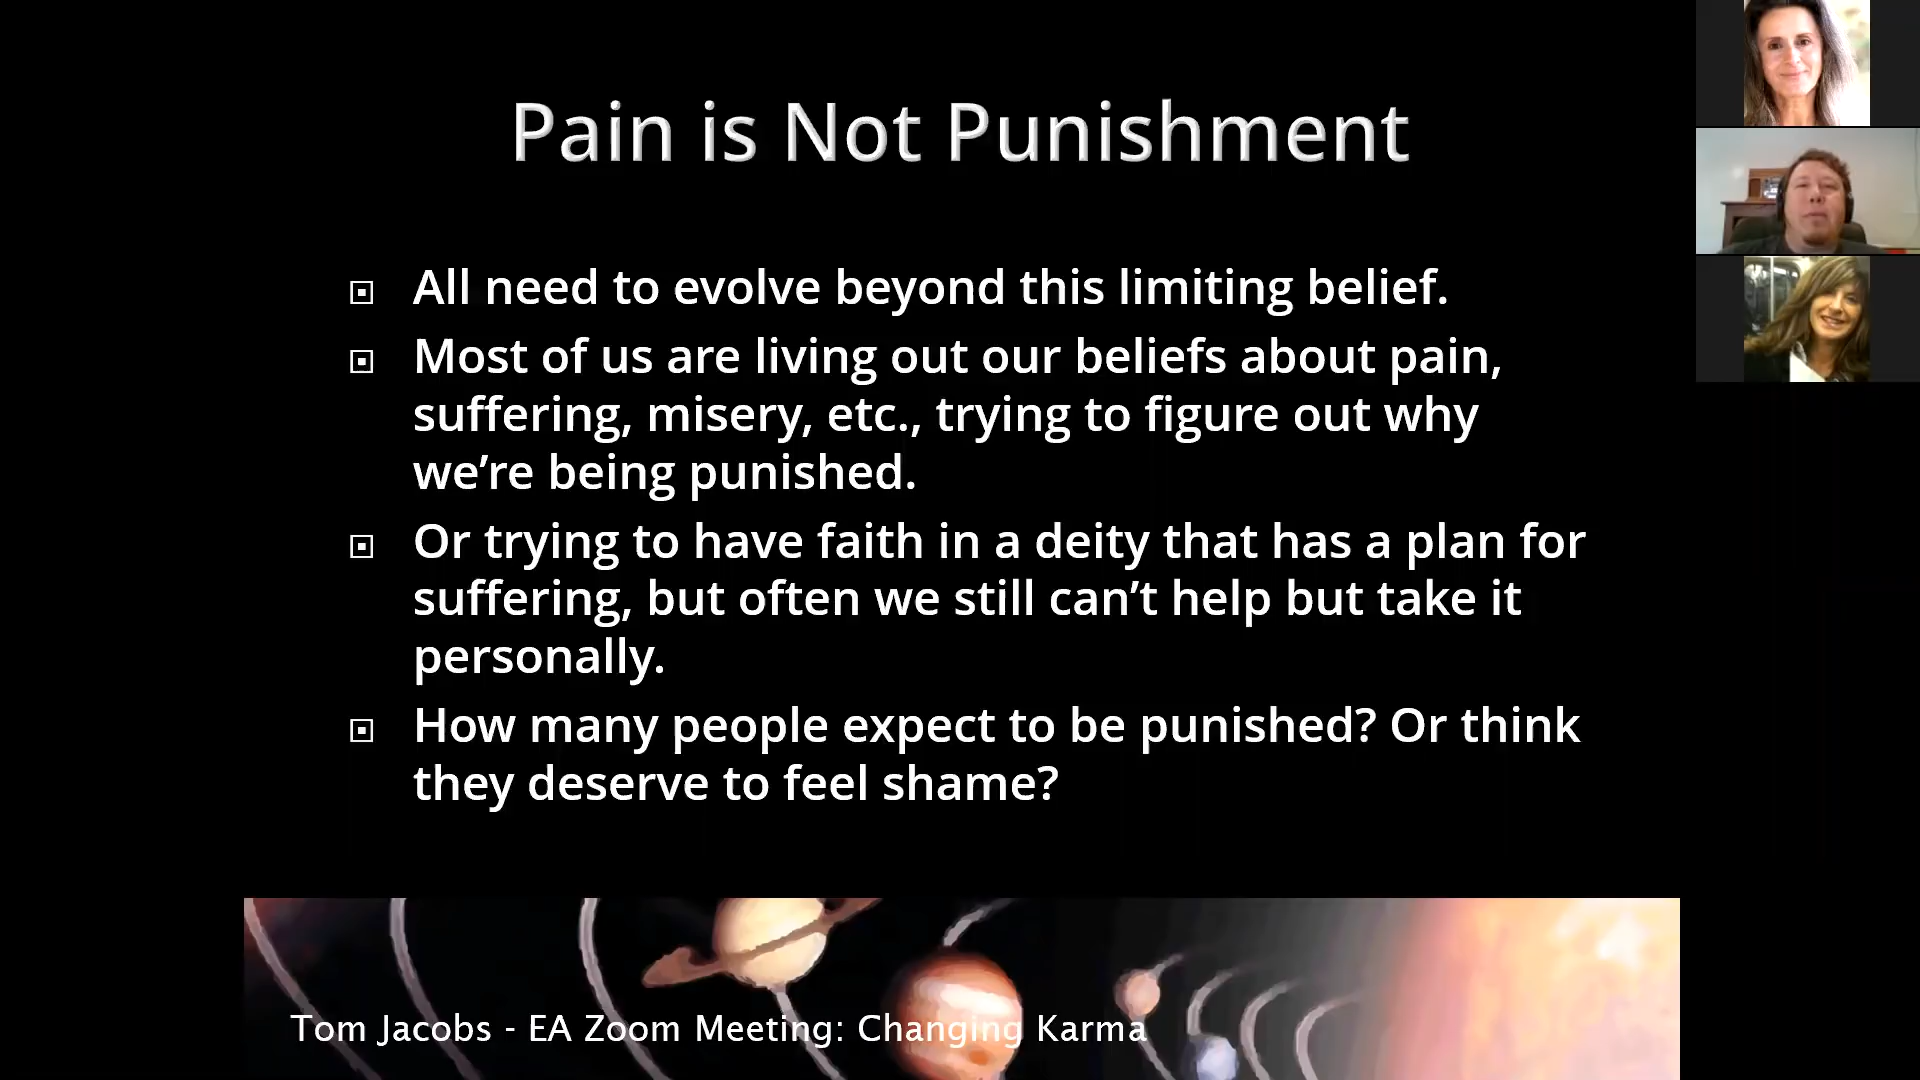 Pain is Not Punishment
All need to evolve beyond this limiting belief.
Most of us are living out our beliefs about pain,
suffering, misery, etc., trying to figure out why
we’re being punished.
Or trying to have faith in a deity that has a plan for
suffering, but often we still can’t help but take it
personally.
How many people expect to be punished? Or think
they deserve to feel shame?
Tom Jacobs - EA Zoom Meeting: Changing Karma